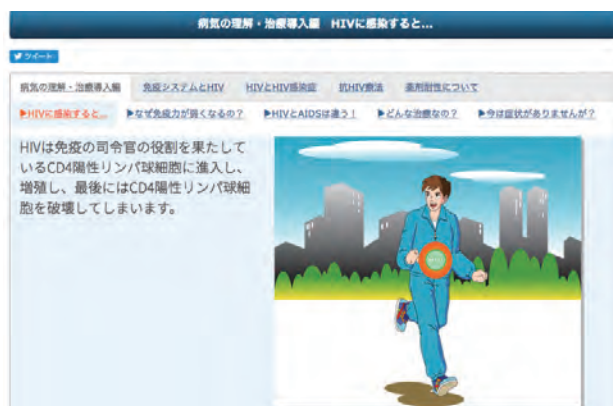 病気の理解・治療導入編　HIVに感染すると...
ツイート
病気の理解・治療導入編　免疫システムとHIV　HIVとHIV感染症　抗HIV療法　薬剤耐性について
▶HIVに感染すると...　▶なぜ免疫力が弱くなるの？　▶HIVとAIDSは違う！　▶どんな治療なの？　▶今は症状がありませんが？
HIVは免疫の司令官の役割を果たして
いるCD4陽性リンパ球細胞に進入し、
増殖し、最後にはCD4陽性リンパ球細
胞を破壊してしまいます。